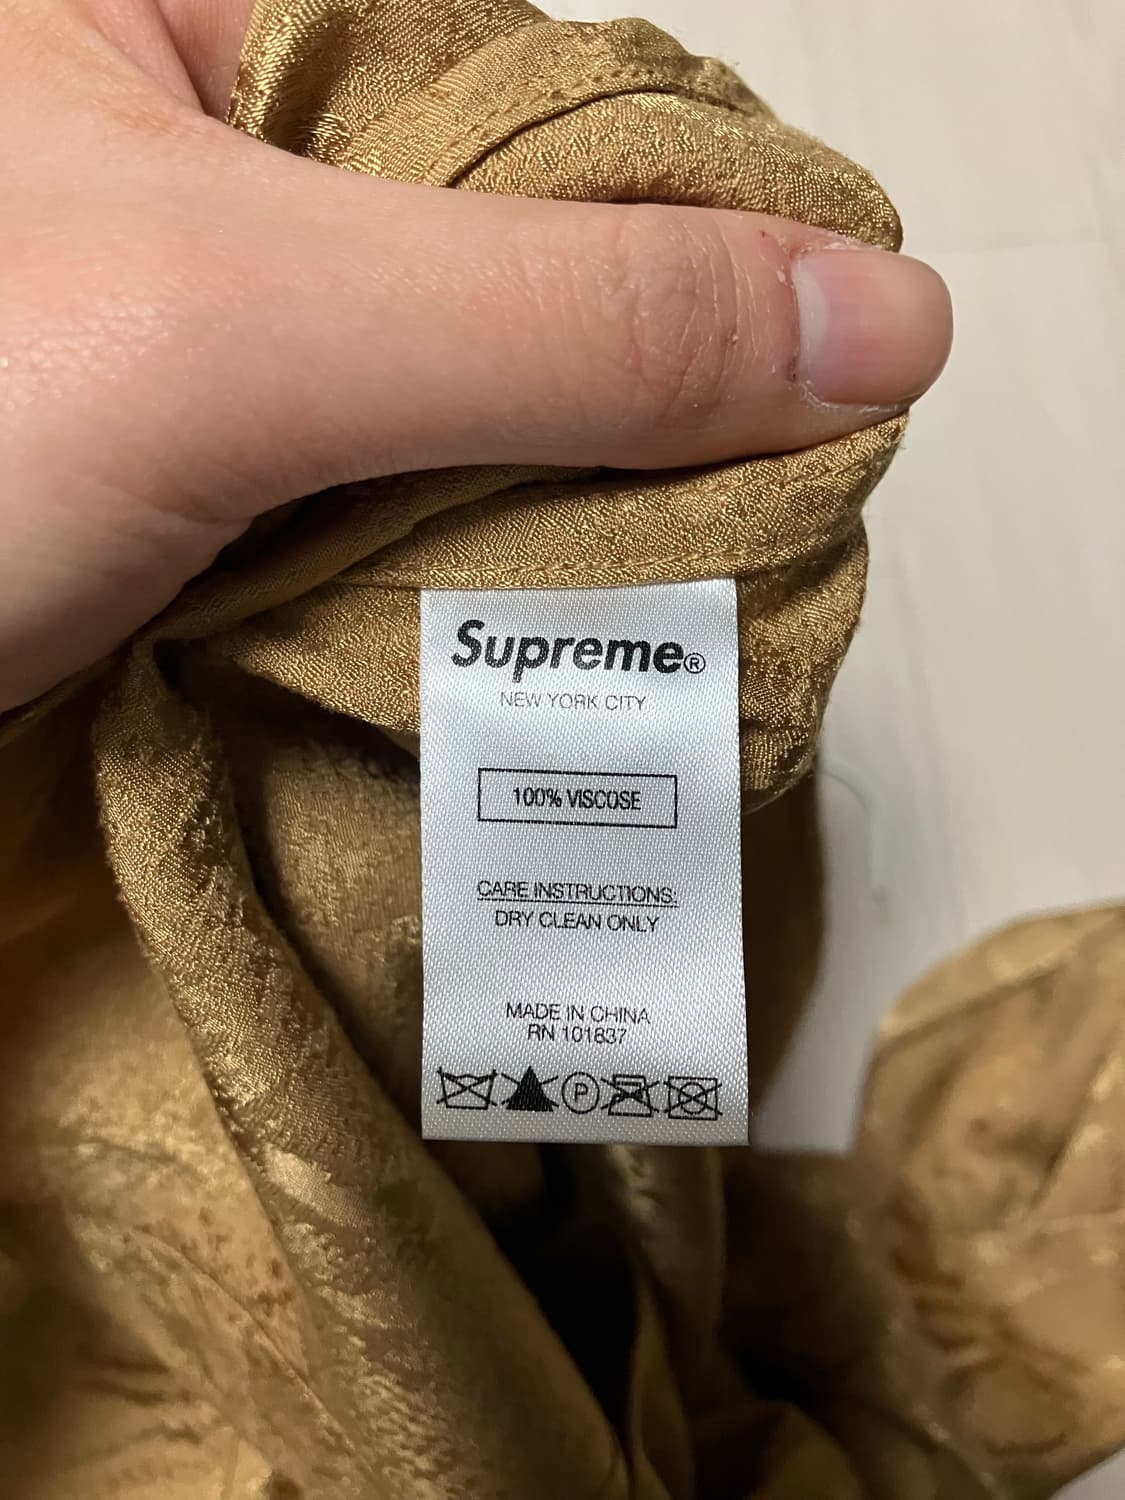 Supreme®
NEW YORK CITY
100% VISCOSE
CARE INSTRUCTIONS:
DRY CLEAN ONLY
MADE IN CHINA
RN 101837
P